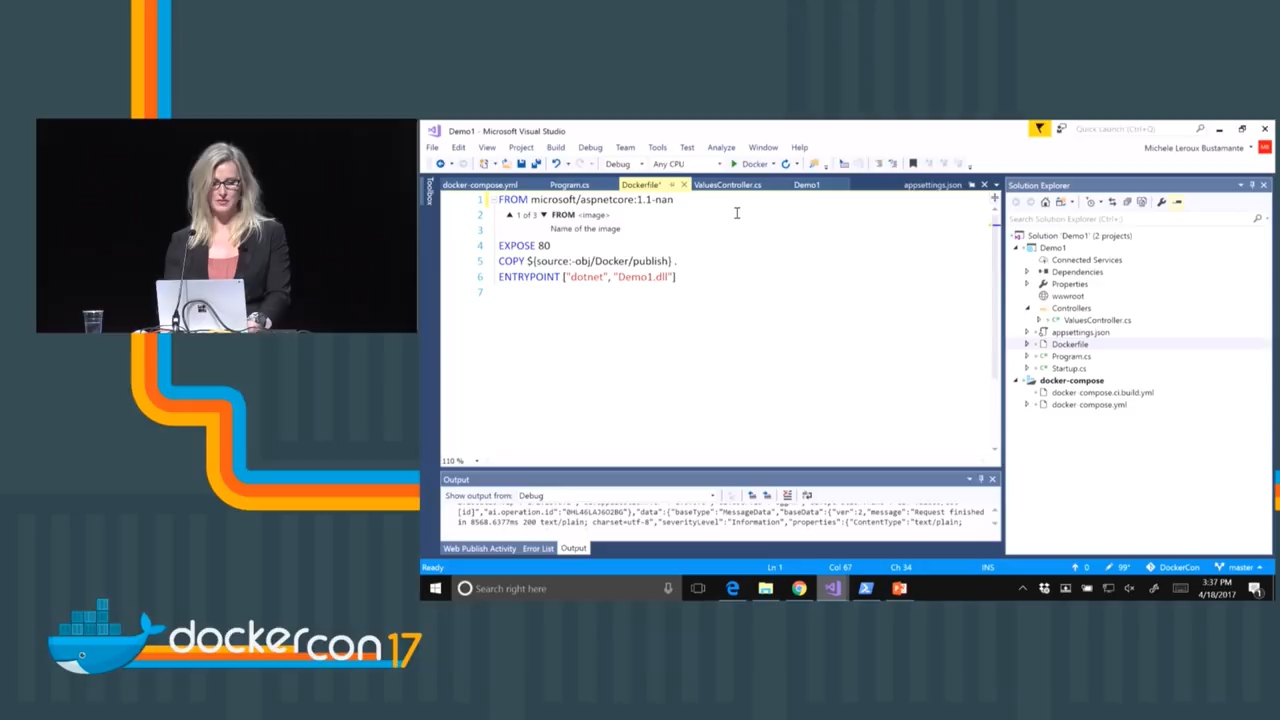 Demo1 - Microsoft Visual Studio
Quick Launch (Ctrl+Q)
File Edit View Project Build Debug Team Tools Test Analyze Window Help
Michele Leroux Bustamante
MB
Debug Any CPU Docker
Toolbox
docker-compose.yml Program.cs Dockerfile* ValuesController.cs Demo1 appsettings.json
1 FROM microsoft/aspnetcore:1.1-nan
2 1 of 3 FROM <image>
3 Name of the image
4 EXPOSE 80
5 COPY ${source:-obj/Docker/publish} .
6 ENTRYPOINT ["dotnet", "Demo1.dll"]
7
110 %
Solution Explorer
Search Solution Explorer (Ctrl+;)
Solution 'Demo1' (2 projects)
Demo1
Connected Services
Dependencies
Properties
wwwroot
Controllers
ValuesController.cs
appsettings.json
Dockerfile
Program.cs
Startup.cs
docker-compose
docker-compose.ci.build.yml
docker-compose.yml
Output
Show output from: Debug
[id]","ai.operation.id":"0HL46LAJ6O2BG"},"data":{"baseType":"MessageData","baseData":{"ver":2,"message":"Request finished
in 8568.6377ms 200 text/plain; charset=utf-8","severityLevel":"Information","properties":{"ContentType":"text/plain;
Web Publish Activity Error List Output
Ready Ln 1 Col 67 Ch 34 INS 0 99* DockerCon master
Search right here
3:37 PM
4/18/2017
dockercon 17